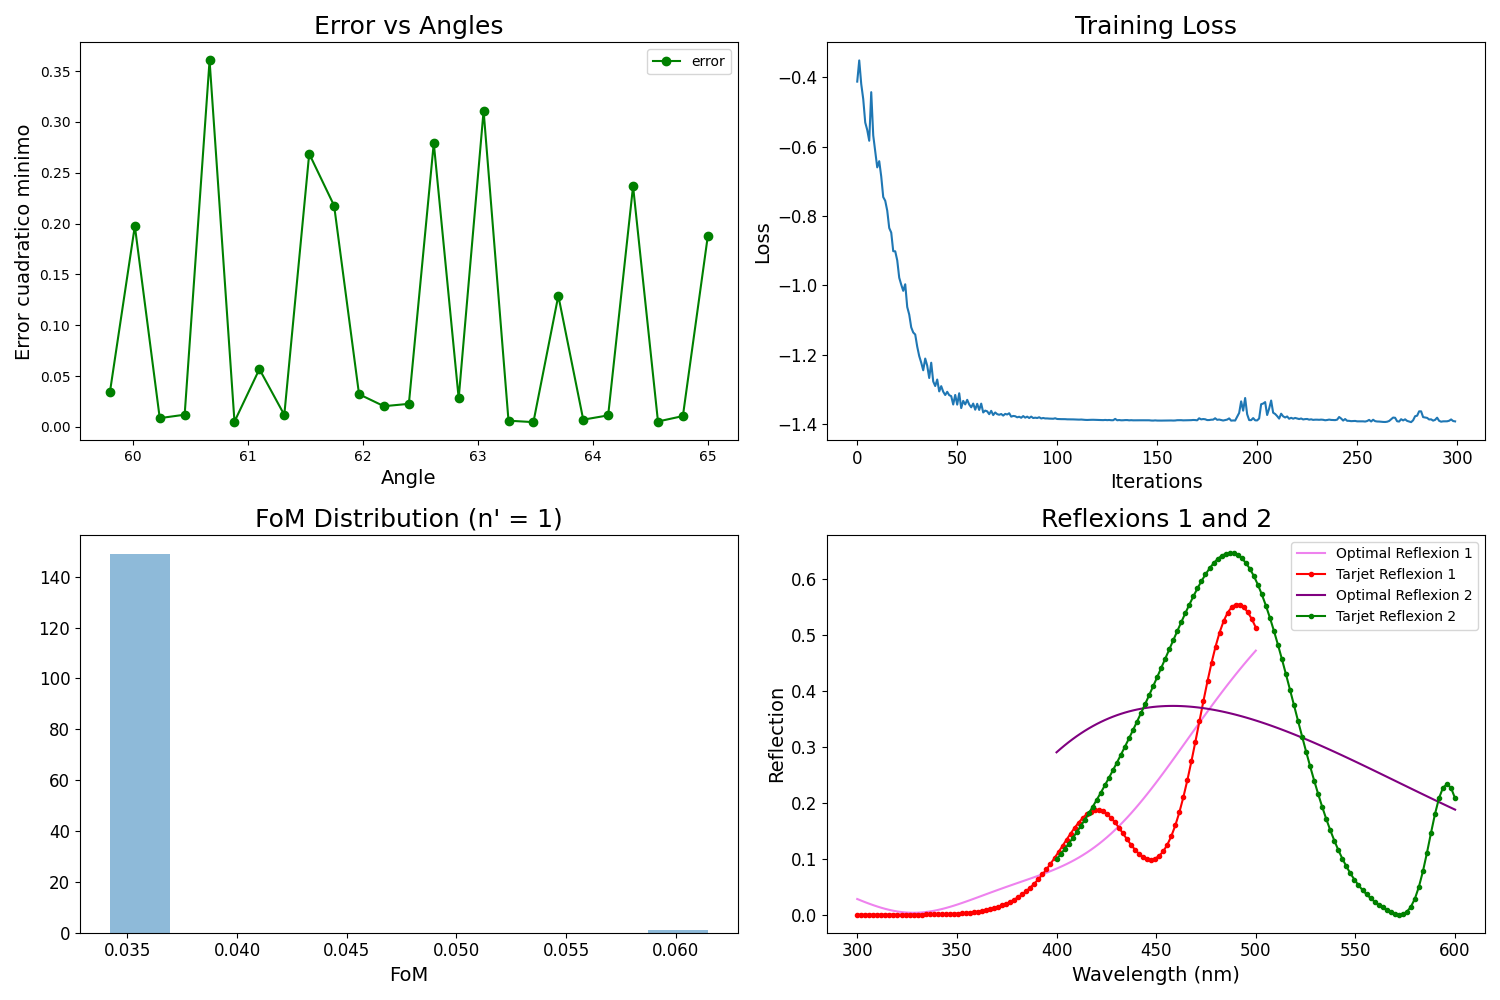 Error vs Angles
error
Error cuadratico minimo
0.35
0.30
0.25
0.20
0.15
0.10
0.05
0.00
60 61 62 63 64 65
Angle
Training Loss
Loss
−0.4
−0.6
−0.8
−1.0
−1.2
−1.4
0 50 100 150 200 250 300
Iterations
FoM Distribution (n' = 1)
140
120
100
80
60
40
20
0
0.035 0.040 0.045 0.050 0.055 0.060
FoM
Reflexions 1 and 2
Optimal Reflexion 1
Tarjet Reflexion 1
Optimal Reflexion 2
Tarjet Reflexion 2
Reflection
0.6
0.5
0.4
0.3
0.2
0.1
0.0
300 350 400 450 500 550 600
Wavelength (nm)